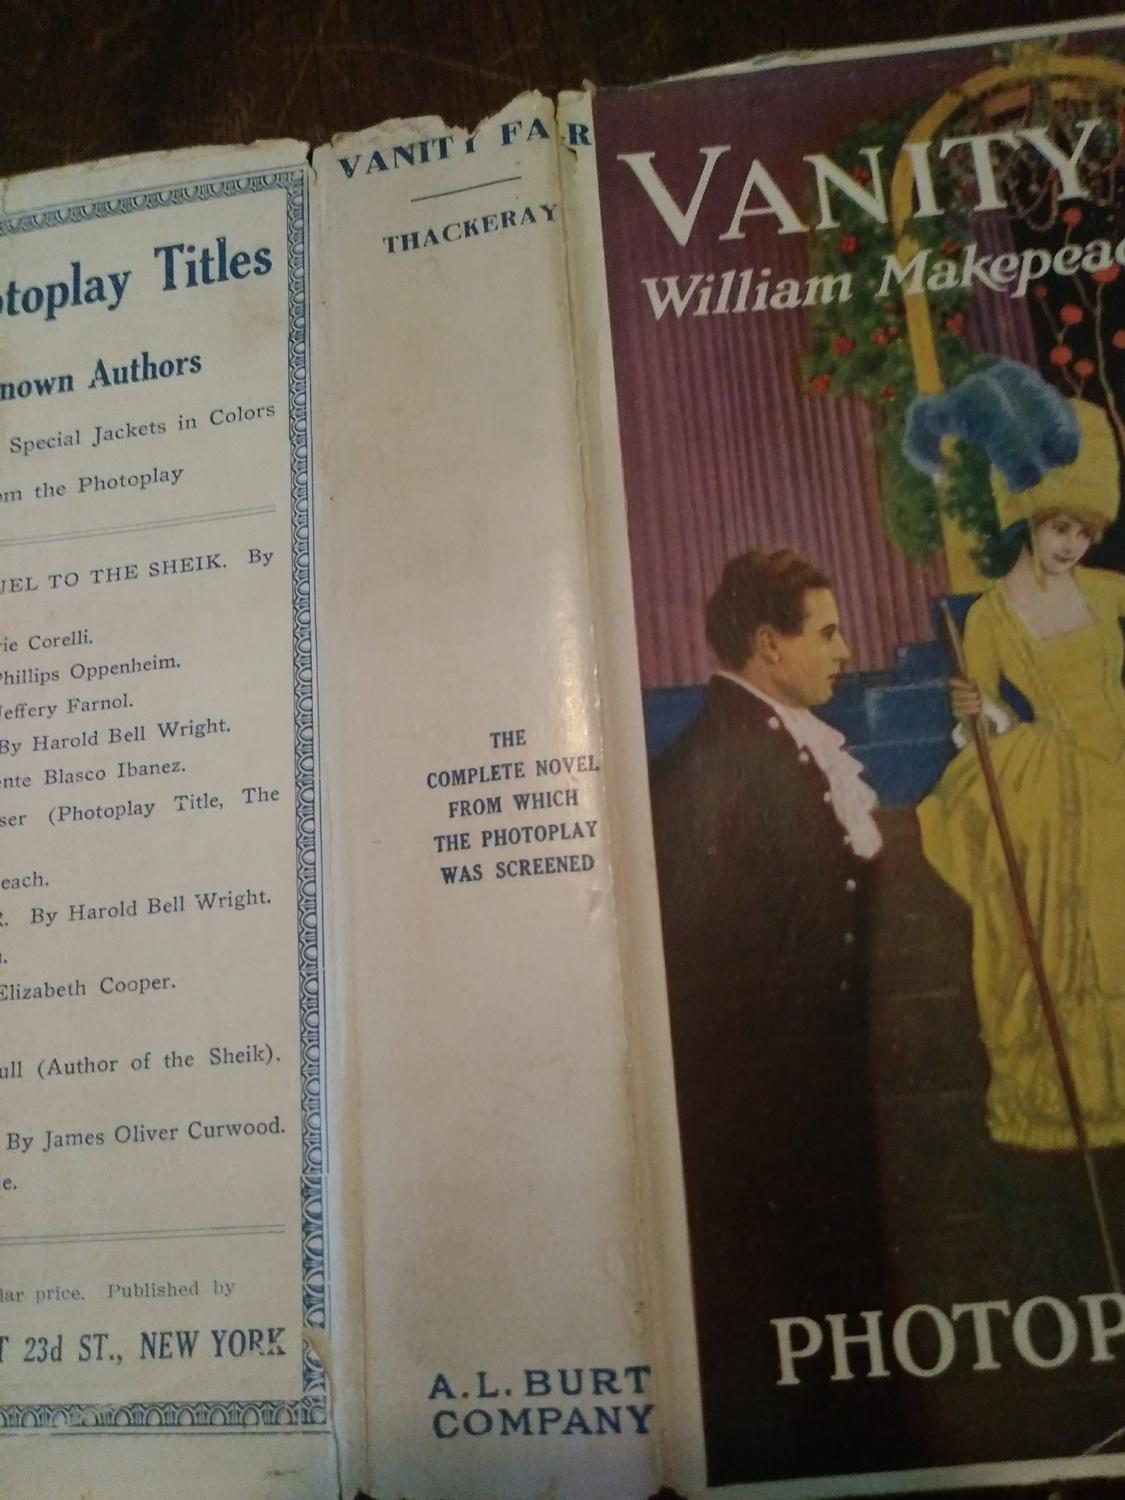 otoplay Titles
nown Authors
Special Jackets in Colors
om the Photoplay
UEL TO THE SHEIK. By
rie Corelli.
Phillips Oppenheim.
Jeffery Farnol.
By Harold Bell Wright.
ente Blasco Ibanez.
ser (Photoplay Title, The
each.
R. By Harold Bell Wright.
Elizabeth Cooper.
ull (Author of the Sheik).
By James Oliver Curwood.
e.
lar price. Published by
T 23d ST., NEW YORK
VANITY FA R
THACKERAY
THE
COMPLETE NOVEL
FROM WHICH
THE PHOTOPLAY
WAS SCREENED
A. L. BURT
COMPANY
VANITY
William Makepeac
PHOTOP